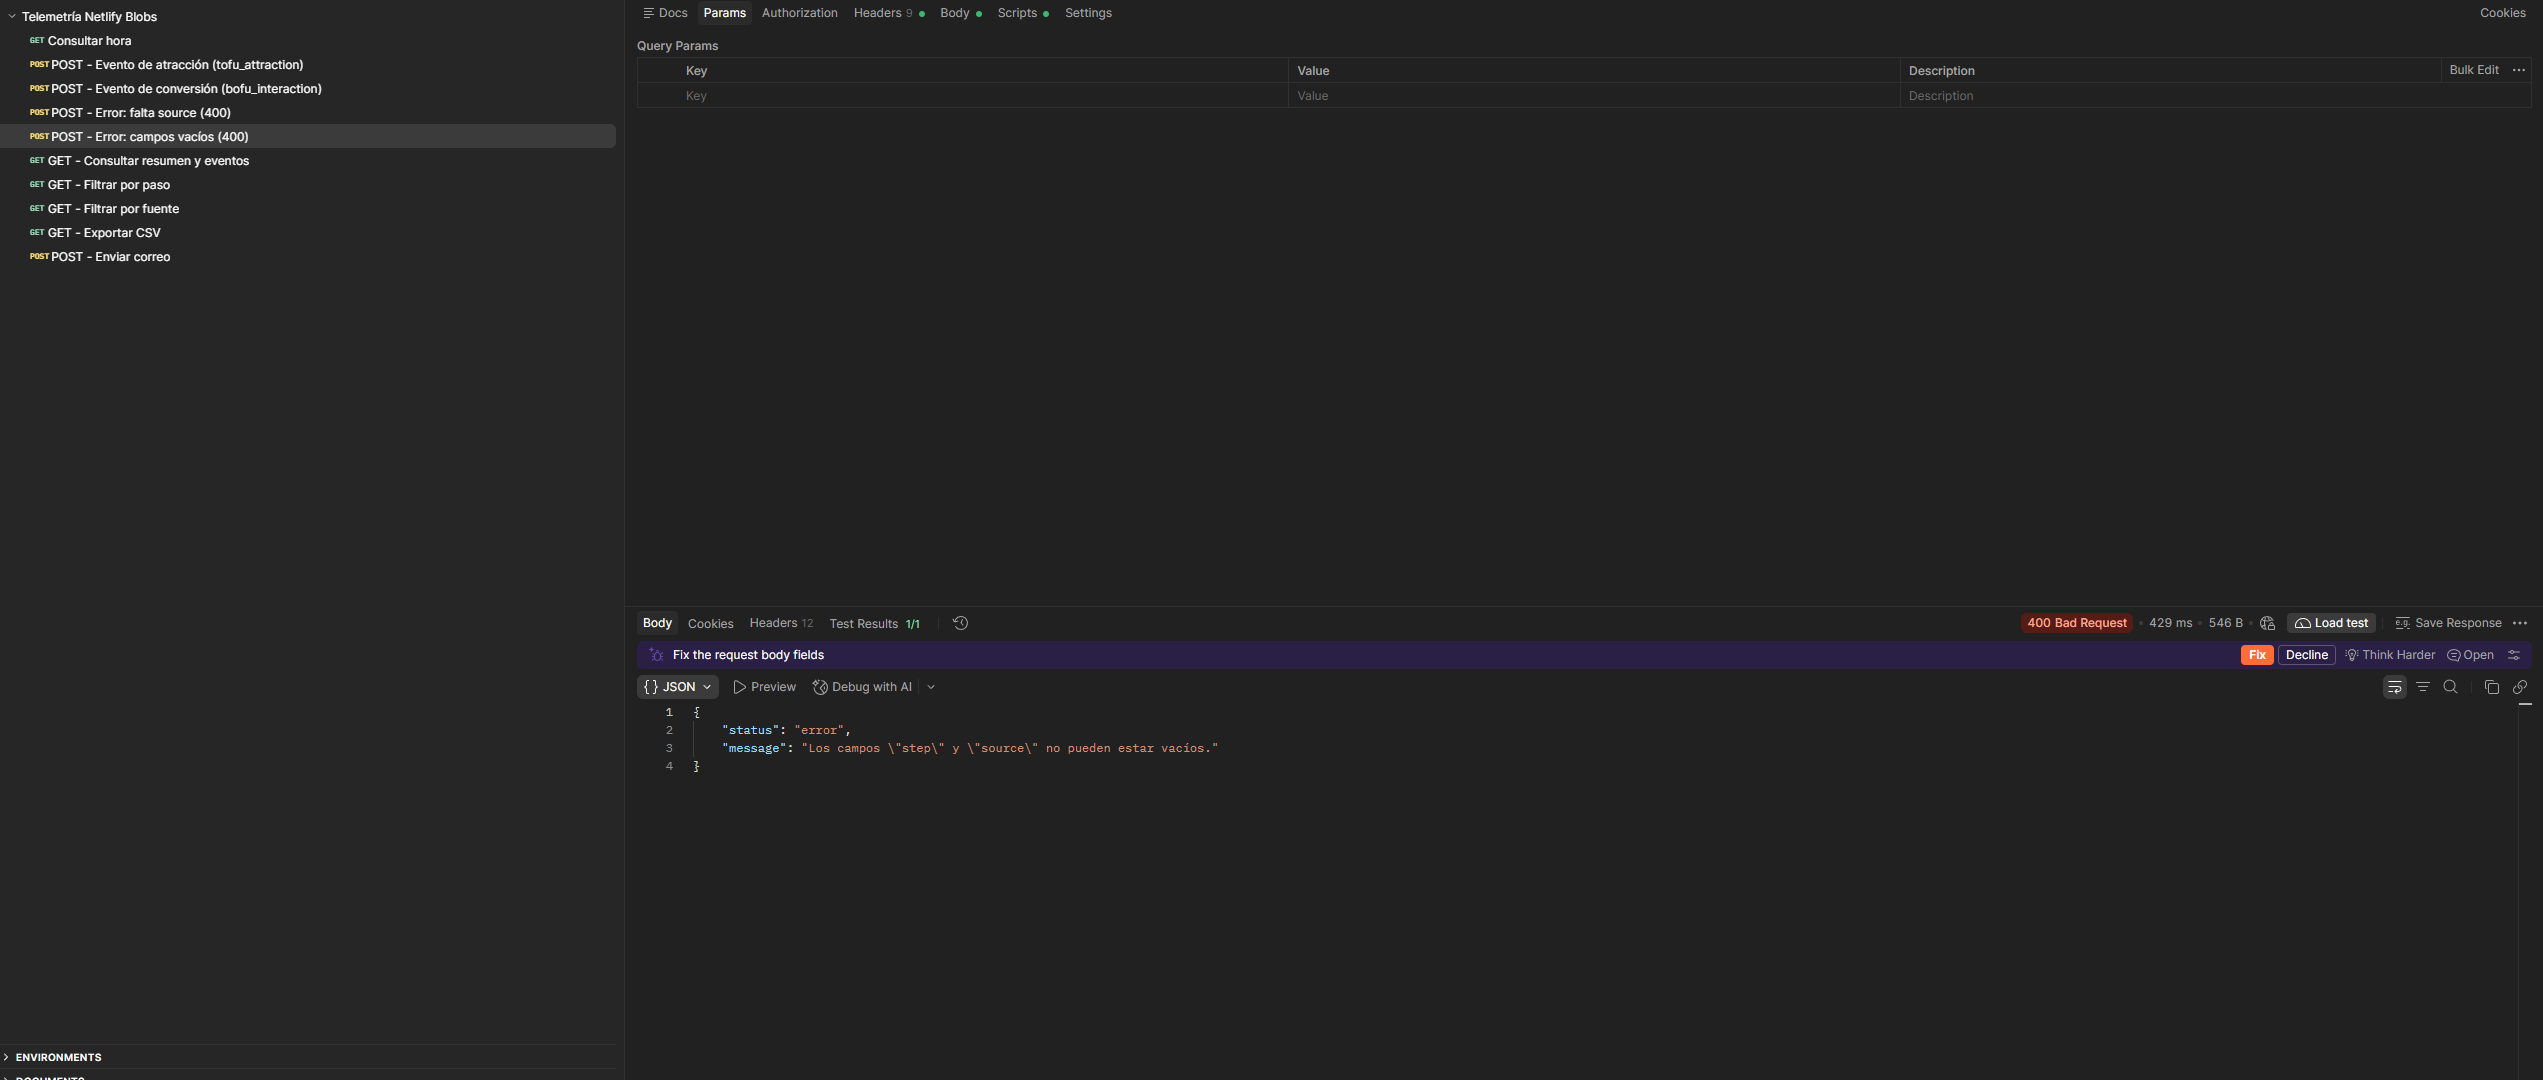 Telemetría Netlify Blobs
GET Consultar hora
POST POST - Evento de atracción (tofu_attraction)
POST POST - Evento de conversión (bofu_interaction)
POST POST - Error: falta source (400)
POST POST - Error: campos vacíos (400)
GET GET - Consultar resumen y eventos
GET GET - Filtrar por paso
GET GET - Filtrar por fuente
GET GET - Exportar CSV
POST POST - Enviar correo
ENVIRONMENTS
DOCUMENTS
Docs Params Authorization Headers 9 Body Scripts Settings Cookies
Query Params
Key Value Description Bulk Edit
Key Value Description
Body Cookies Headers 12 Test Results 1/1 400 Bad Request 429 ms 546 B Load test e.g. Save Response
Fix the request body fields Fix Decline Think Harder Open
{} JSON Preview Debug with AI
1 {
2 "status": "error",
3 "message": "Los campos \"step\" y \"source\" no pueden estar vacíos."
4 }